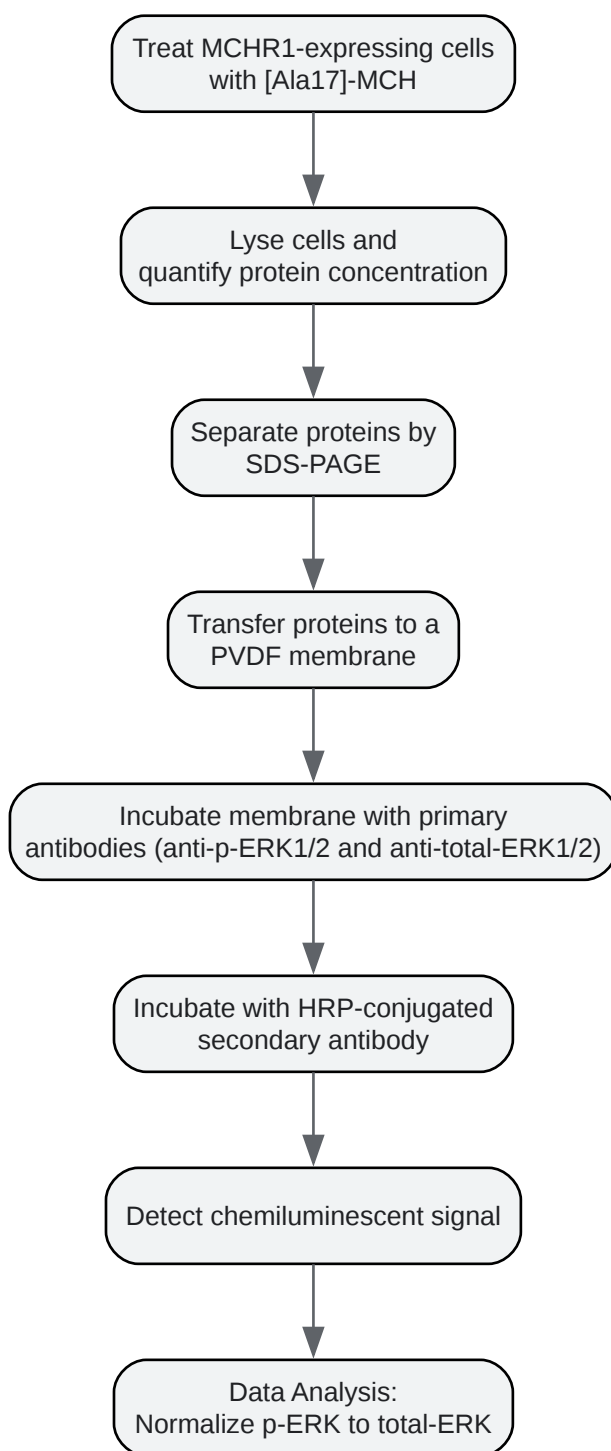 Treat MCHR1-expressing cells
with [Ala17]-MCH
Lyse cells and
quantify protein concentration
Separate proteins by
SDS-PAGE
Transfer proteins to a
PVDF membrane
Incubate membrane with primary
antibodies (anti-p-ERK1/2 and anti-total-ERK1/2)
Incubate with HRP-conjugated
secondary antibody
Detect chemiluminescent signal
Data Analysis:
Normalize p-ERK to total-ERK